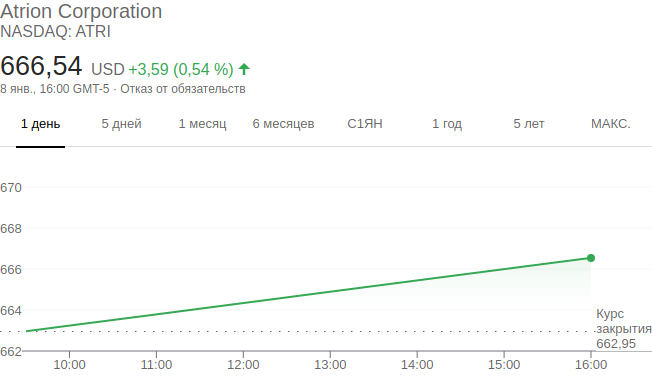 Atrion Corporation
NASDAQ: ATRI
666,54 USD +3,59 (0,54 %)
8 янв., 16:00 GMT-5 · Отказ от обязательств
1 день 5 дней 1 месяц 6 месяцев С1ЯН 1 год 5 лет МАКС.
670
668
666
664
Курс
закрытия
662,95
662
10:00 11:00 12:00 13:00 14:00 15:00 16:00